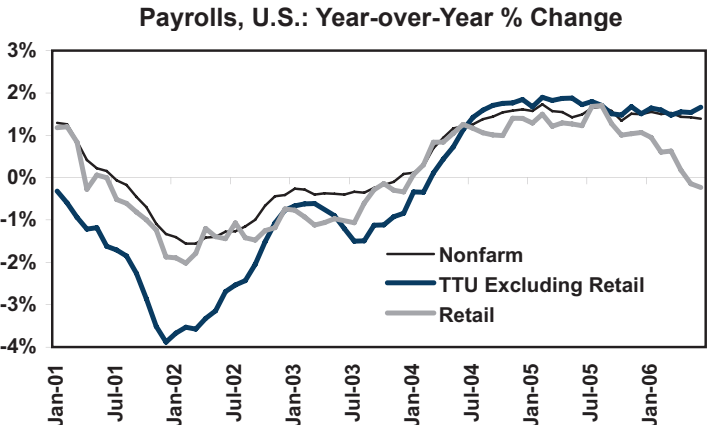 Payrolls, U.S.: Year-over-Year % Change
3%
2%
1%
0%
-1%
-2%
-3%
-4%
Nonfarm
TTU Excluding Retail
Retail
Jan-01
Jul-01
Jan-02
Jul-02
Jan-03
Jul-03
Jan-04
Jul-04
Jan-05
Jul-05
Jan-06